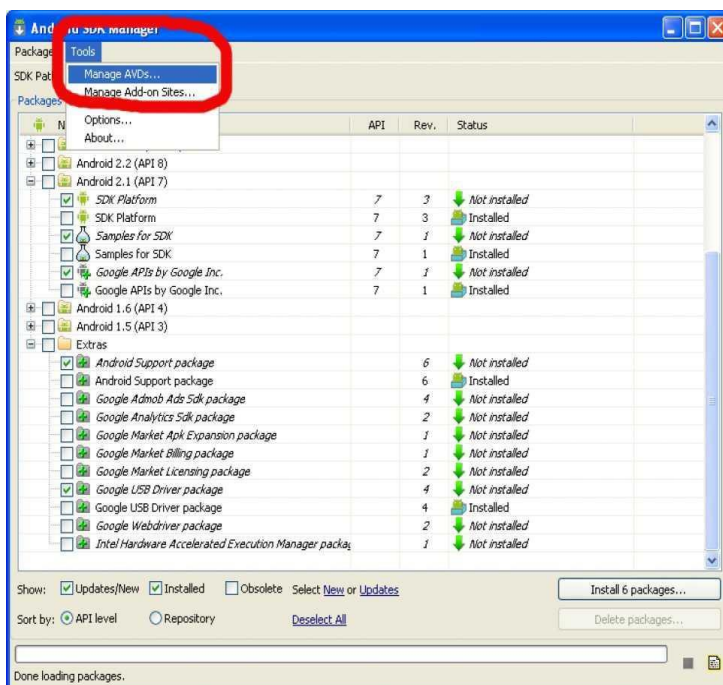 Android SDK Manager
Package Tools
SDK Pat
Manage AVDs...
Manage Add-on Sites...
Options...
About...
Packages
N API Rev. Status
Android 2.2 (API 8)
Android 2.1 (API 7)
SDK Platform 7 3 Not installed
SDK Platform 7 3 Installed
Samples for SDK 7 1 Not installed
Samples for SDK 7 1 Installed
Google APIs by Google Inc. 7 1 Not installed
Google APIs by Google Inc. 7 1 Installed
Android 1.6 (API 4)
Android 1.5 (API 3)
Extras
Android Support package 6 Not installed
Android Support package 6 Installed
Google Admob Ads Sdk package 4 Not installed
Google Analytics Sdk package 2 Not installed
Google Market Apk Expansion package 1 Not installed
Google Market Billing package 1 Not installed
Google Market Licensing package 2 Not installed
Google USB Driver package 4 Not installed
Google USB Driver package 4 Installed
Google Webdriver package 2 Not installed
Intel Hardware Accelerated Execution Manager packag 1 Not installed
Show: Updates/New Installed Obsolete Select New or Updates Install 6 packages...
Sort by: API level Repository Deselect All Delete packages...
Done loading packages.